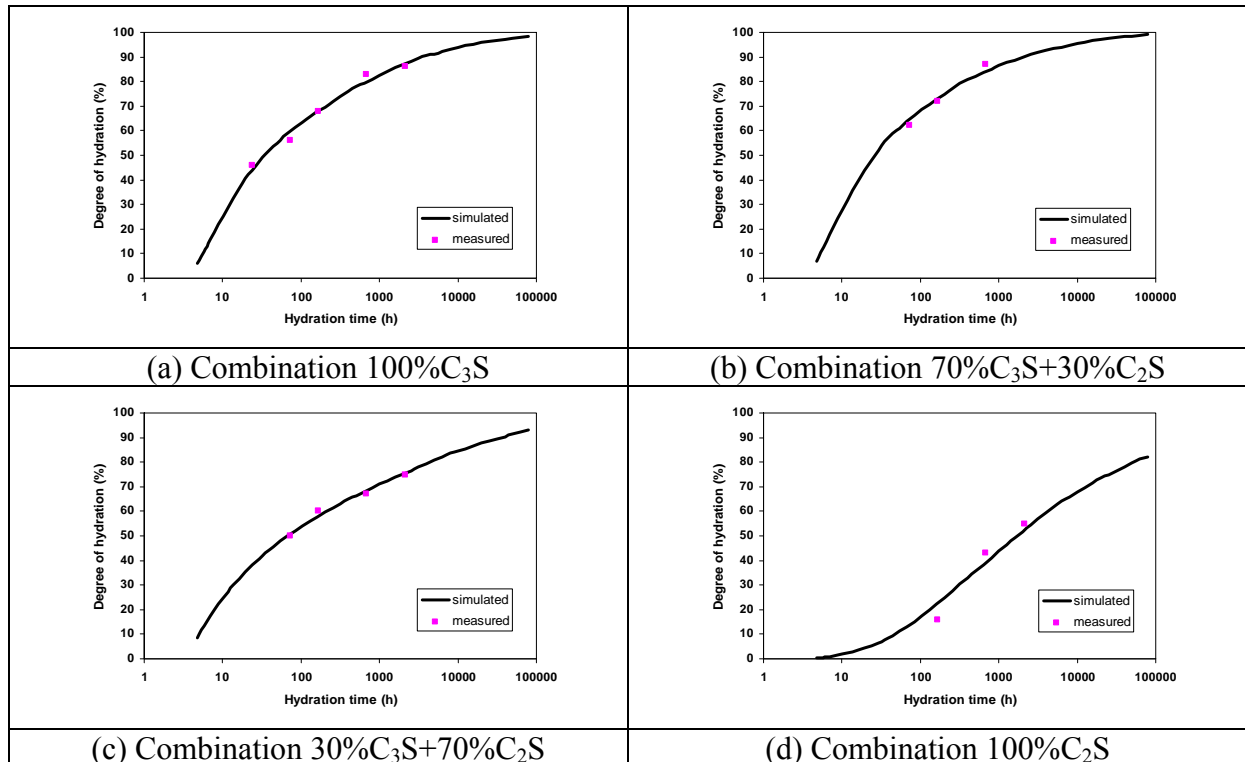 100
90
80
70
60
50
40
30
20
10
0
Degree of hydration (%)
simulated
measured
1 10 100 1000 10000 100000
Hydration time (h)
(a) Combination 100%C₃S
100
90
80
70
60
50
40
30
20
10
0
Degree of hydration (%)
simulated
measured
1 10 100 1000 10000 100000
Hydration time (h)
(b) Combination 70%C₃S+30%C₂S
100
90
80
70
60
50
40
30
20
10
0
Degree of hydration (%)
simulated
measured
1 10 100 1000 10000 100000
Hydration time (h)
(c) Combination 30%C₃S+70%C₂S
100
90
80
70
60
50
40
30
20
10
0
Degree of hydration (%)
simulated
measured
1 10 100 1000 10000 100000
Hydration time (h)
(d) Combination 100%C₂S